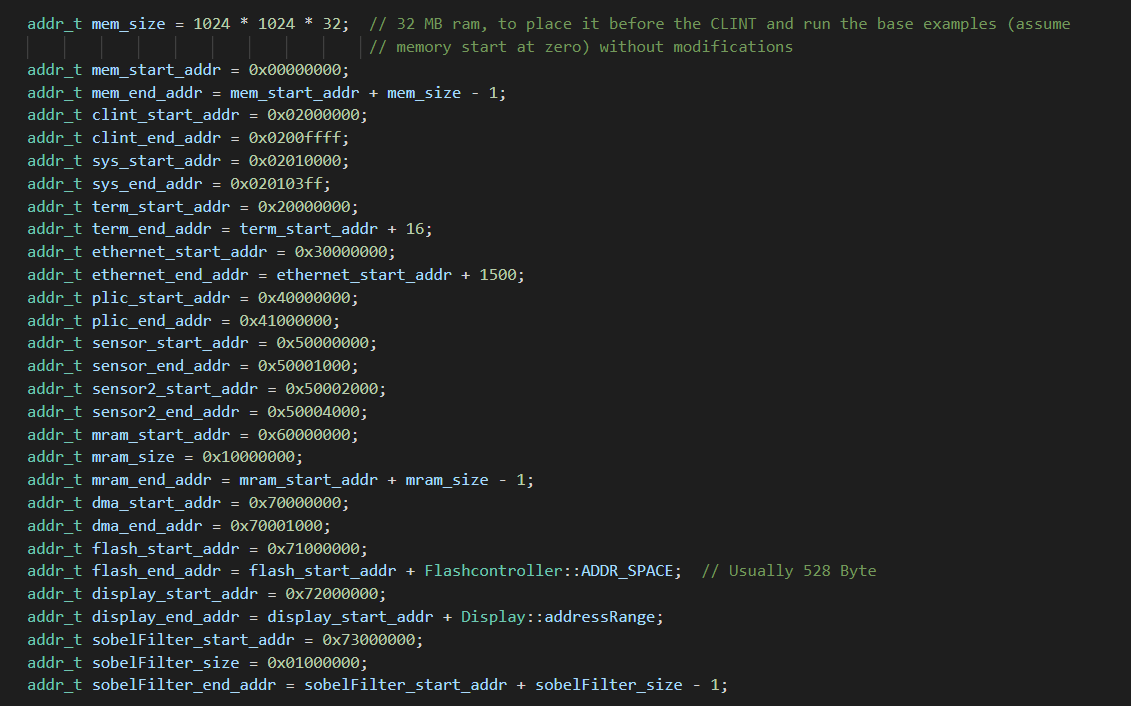 addr_t mem_size = 1024 * 1024 * 32;  // 32 MB ram, to place it before the CLINT and run the base examples (assume
// memory start at zero) without modifications
addr_t mem_start_addr = 0x00000000;
addr_t mem_end_addr = mem_start_addr + mem_size - 1;
addr_t clint_start_addr = 0x02000000;
addr_t clint_end_addr = 0x0200ffff;
addr_t sys_start_addr = 0x02010000;
addr_t sys_end_addr = 0x020103ff;
addr_t term_start_addr = 0x20000000;
addr_t term_end_addr = term_start_addr + 16;
addr_t ethernet_start_addr = 0x30000000;
addr_t ethernet_end_addr = ethernet_start_addr + 1500;
addr_t plic_start_addr = 0x40000000;
addr_t plic_end_addr = 0x41000000;
addr_t sensor_start_addr = 0x50000000;
addr_t sensor_end_addr = 0x50001000;
addr_t sensor2_start_addr = 0x50002000;
addr_t sensor2_end_addr = 0x50004000;
addr_t mram_start_addr = 0x60000000;
addr_t mram_size = 0x10000000;
addr_t mram_end_addr = mram_start_addr + mram_size - 1;
addr_t dma_start_addr = 0x70000000;
addr_t dma_end_addr = 0x70001000;
addr_t flash_start_addr = 0x71000000;
addr_t flash_end_addr = flash_start_addr + Flashcontroller::ADDR_SPACE;  // Usually 528 Byte
addr_t display_start_addr = 0x72000000;
addr_t display_end_addr = display_start_addr + Display::addressRange;
addr_t sobelFilter_start_addr = 0x73000000;
addr_t sobelFilter_size = 0x01000000;
addr_t sobelFilter_end_addr = sobelFilter_start_addr + sobelFilter_size - 1;